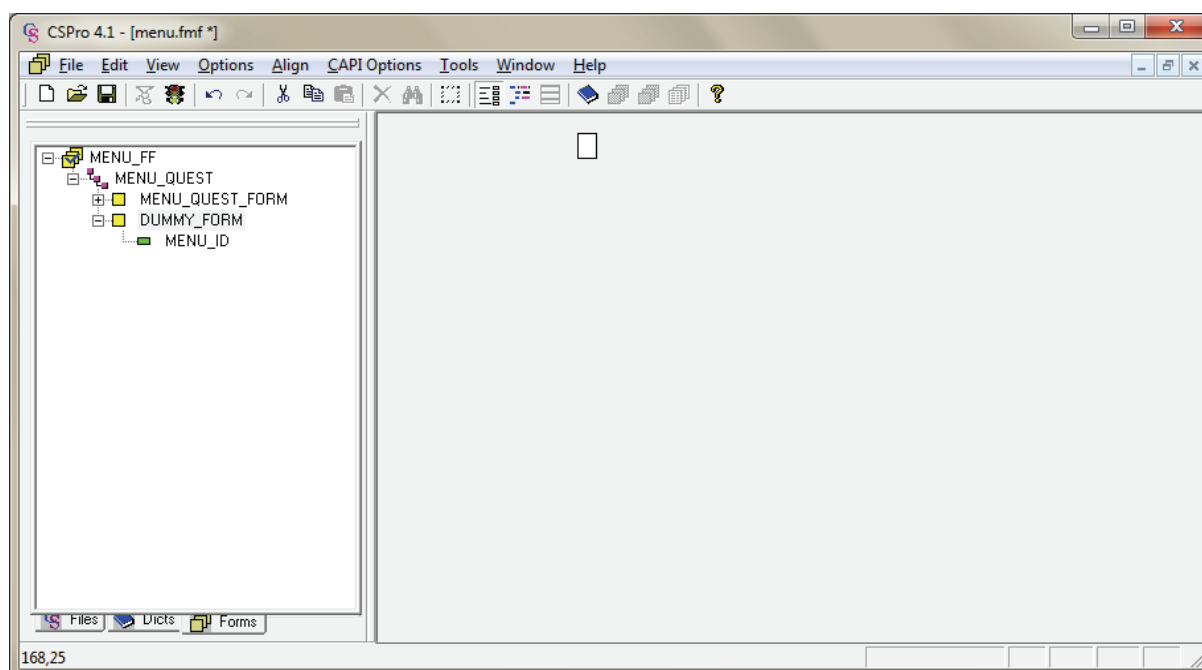 CSPro 4.1 - [menu.fmf *]
File Edit View Options Align CAPI Options Tools Window Help
MENU_FF
MENU_QUEST
MENU_QUEST_FORM
DUMMY_FORM
MENU_ID
Files Dicts Forms
168,25